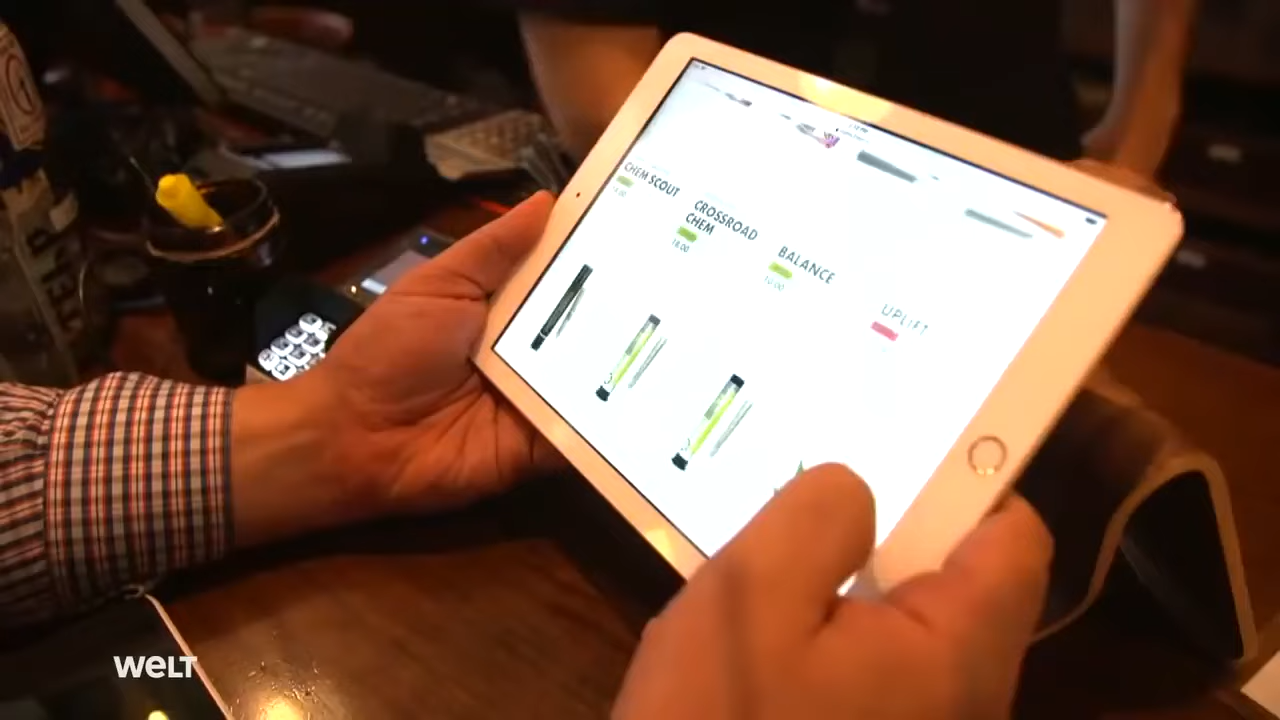 CHEM SCOUT
CROSSROAD
CHEM
18.00
BALANCE
UPLIFT
WELT